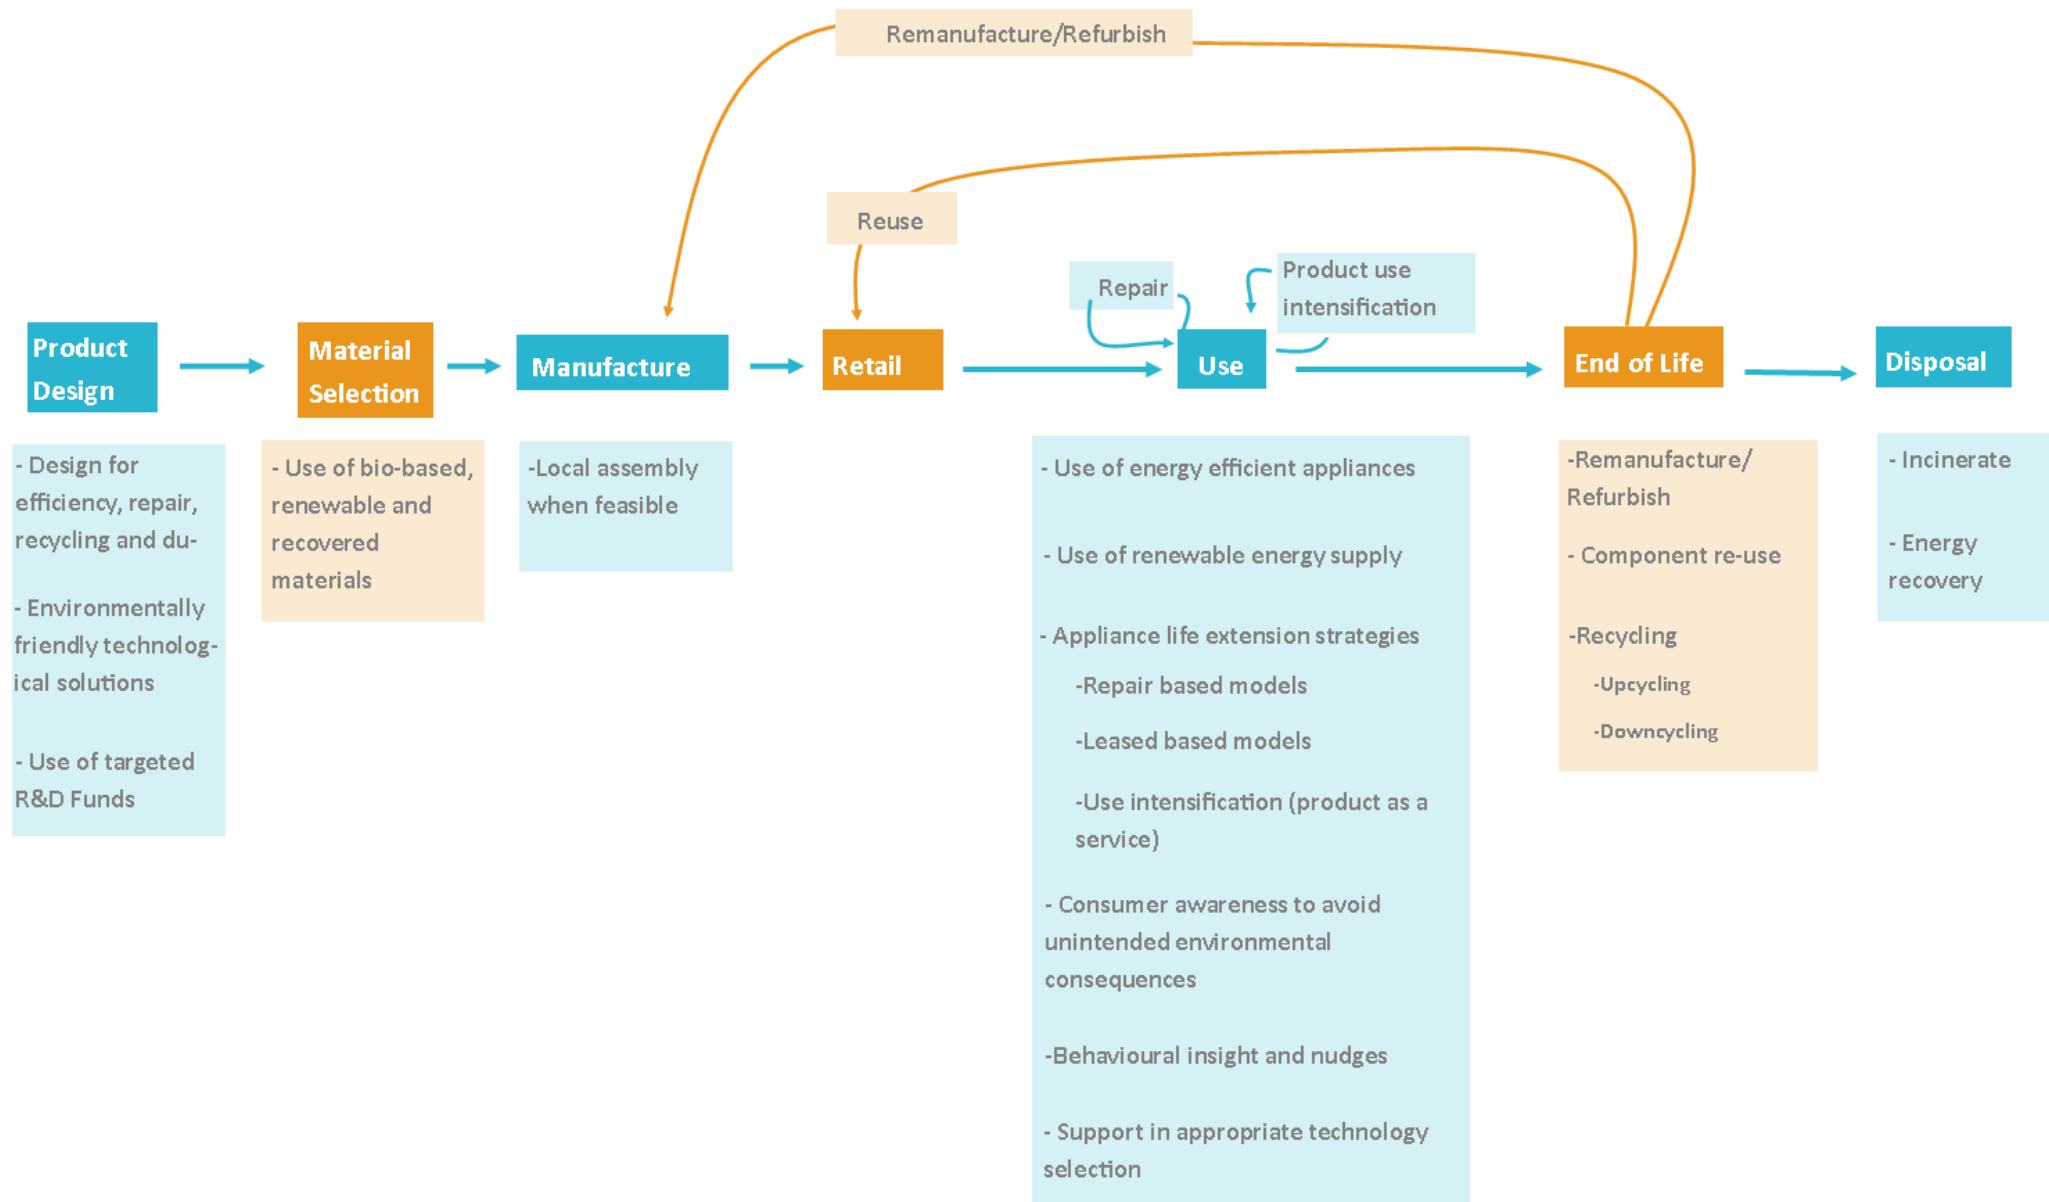 Remanufacture/Refurbish
Reuse
Repair
Product use
intensification
Product
Design
Material
Selection
Manufacture
Retail
Use
End of Life
Disposal
- Design for
efficiency, repair,
recycling and du-
- Environmentally
friendly technolog-
ical solutions
- Use of targeted
R&D Funds
- Use of bio-based,
renewable and
recovered
materials
-Local assembly
when feasible
- Use of energy efficient appliances
- Use of renewable energy supply
- Appliance life extension strategies
-Repair based models
-Leased based models
-Use intensification (product as a
service)
- Consumer awareness to avoid
unintended environmental
consequences
-Behavioural insight and nudges
- Support in appropriate technology
selection
-Remanufacture/
Refurbish
- Component re-use
-Recycling
-Upcycling
-Downcycling
- Incinerate
- Energy
recovery